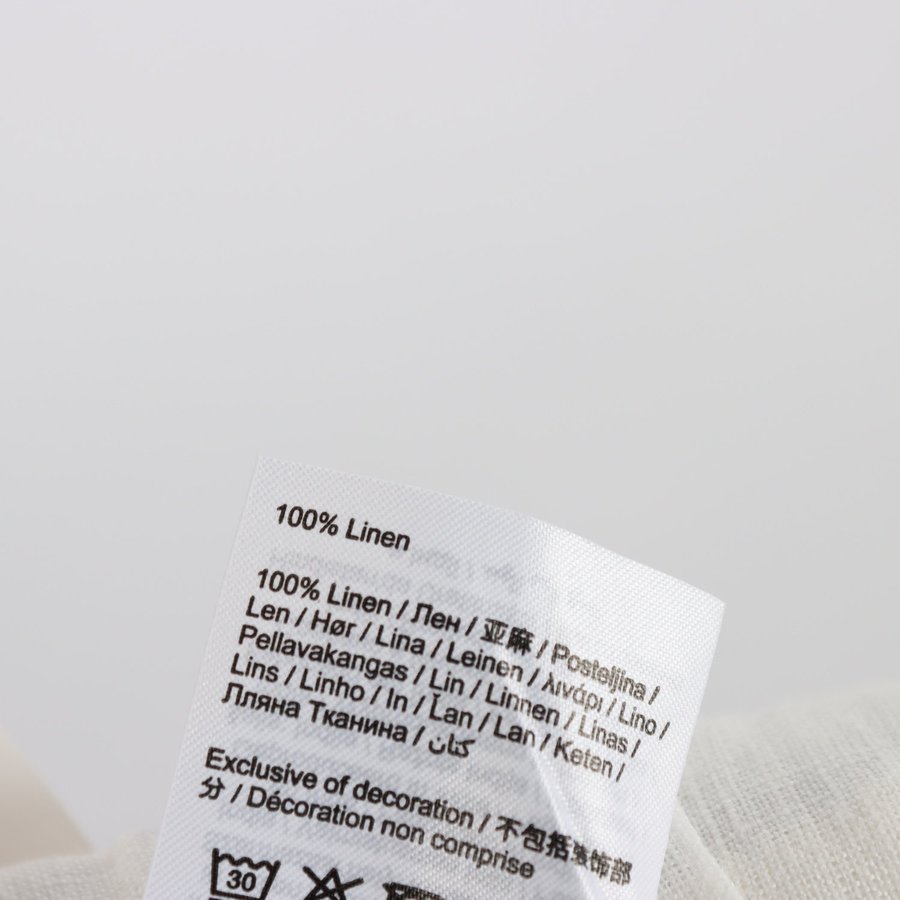 100% Linen
100% Linen / Лен / 亚麻 / Posteljina /
Len / Hør / Lina / Leinen / λινάρι / Lino /
Pellavakangas / Lin / Linnen / Linas /
Lins / Linho / In / Ľan / Lan / Keten /
Лляна Тканина / كتان
Exclusive of decoration / 不包括装饰部
分 / Décoration non comprise
30